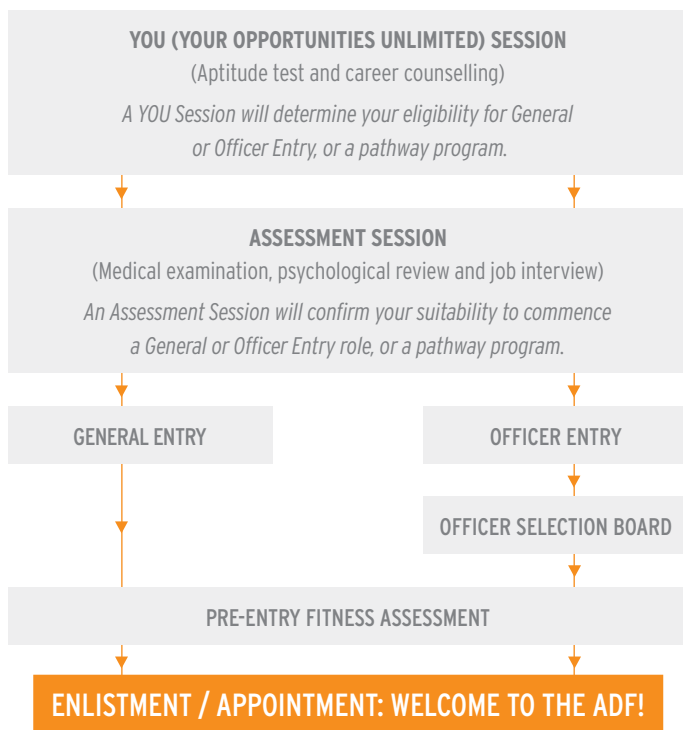 YOU (YOUR OPPORTUNITIES UNLIMITED) SESSION
(Aptitude test and career counselling)
A YOU Session will determine your eligibility for General
or Officer Entry, or a pathway program.
ASSESSMENT SESSION
(Medical examination, psychological review and job interview)
An Assessment Session will confirm your suitability to commence
a General or Officer Entry role, or a pathway program.
GENERAL ENTRY
OFFICER ENTRY
OFFICER SELECTION BOARD
PRE-ENTRY FITNESS ASSESSMENT
ENLISTMENT / APPOINTMENT: WELCOME TO THE ADF!